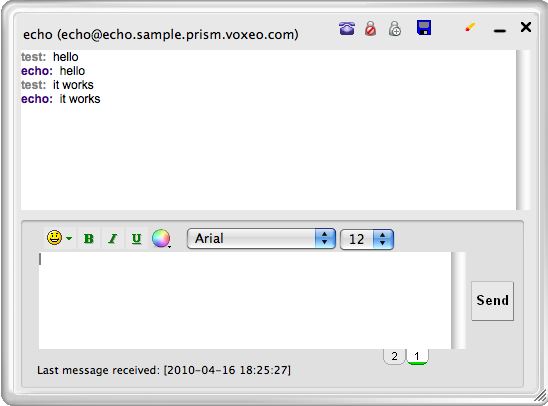 echo (echo@echo.sample.prism.voxeo.com)
test: hello
echo: hello
test: it works
echo: it works
B I U Arial 12
Send
2 1
Last message received: [2010-04-16 18:25:27]